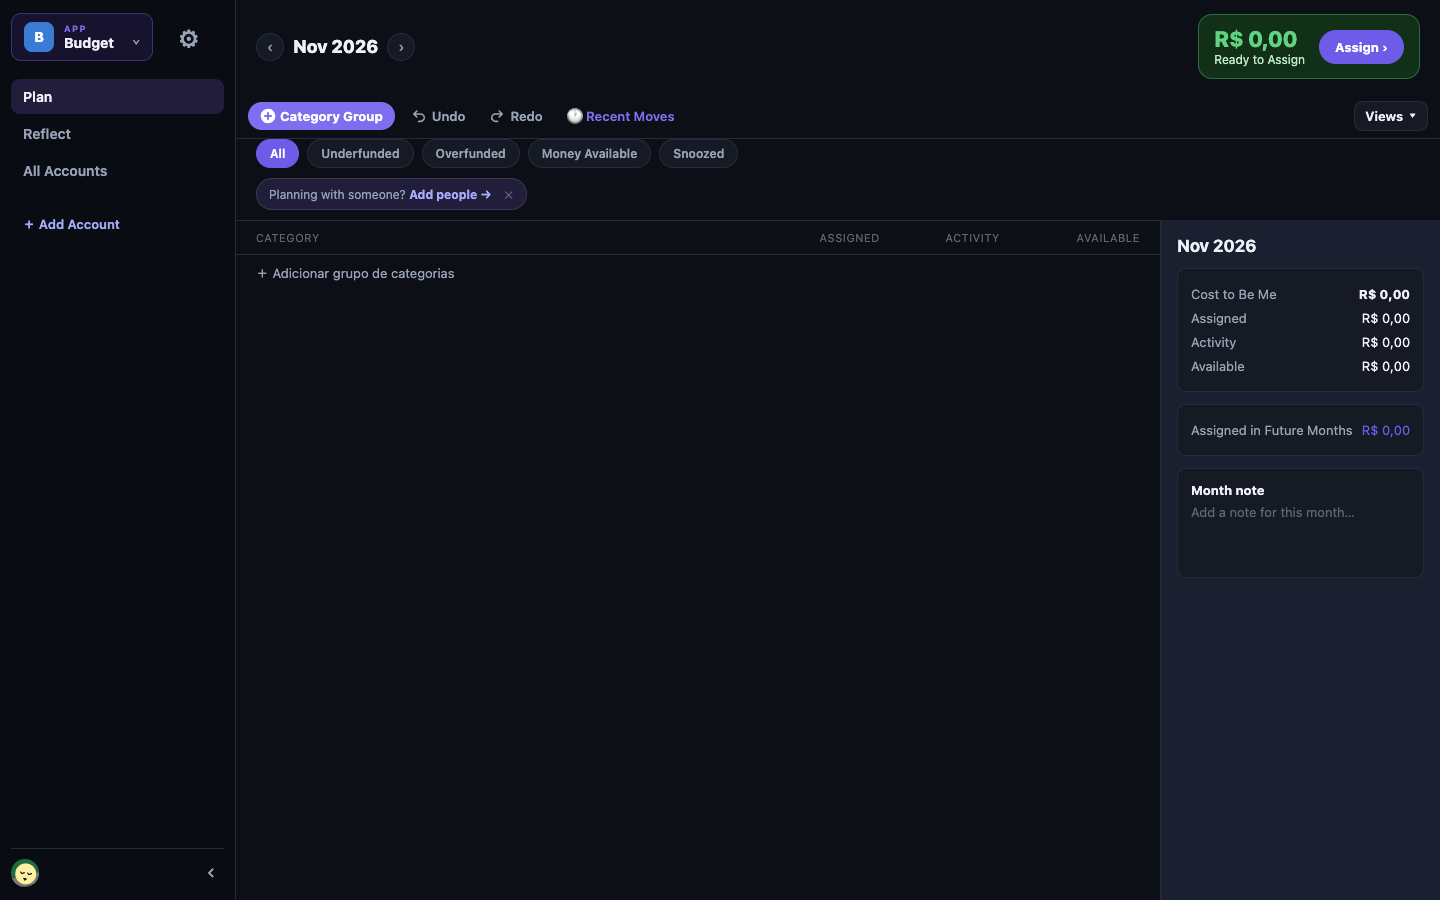 B
APP
Budget
Plan
Reflect
All Accounts
+ Add Account
‹ Nov 2026 ›
R$ 0,00
Ready to Assign
Assign ›
Category Group
Undo
Redo
Recent Moves
Views
All
Underfunded
Overfunded
Money Available
Snoozed
Planning with someone? Add people →
CATEGORY
ASSIGNED
ACTIVITY
AVAILABLE
+ Adicionar grupo de categorias
Nov 2026
Cost to Be Me R$ 0,00
Assigned R$ 0,00
Activity R$ 0,00
Available R$ 0,00
Assigned in Future Months R$ 0,00
Month note
Add a note for this month...